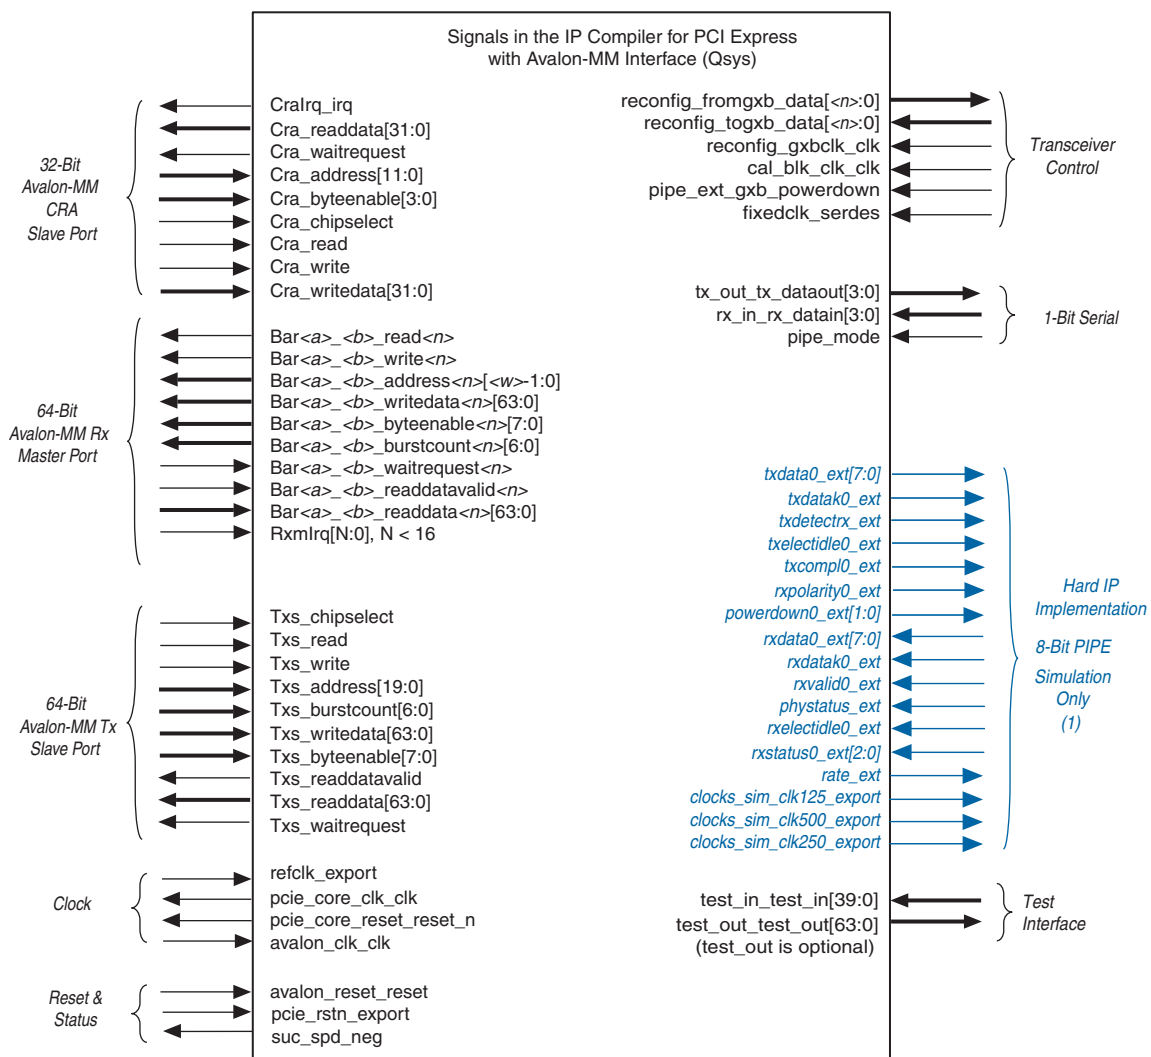 Signals in the IP Compiler for PCI Express
with Avalon-MM Interface (Qsys)
32-Bit
Avalon-MM
CRA
Slave Port
CraIrq_irq
Cra_readdata[31:0]
Cra_waitrequest
Cra_address[11:0]
Cra_byteenable[3:0]
Cra_chipselect
Cra_read
Cra_write
Cra_writedata[31:0]
64-Bit
Avalon-MM Rx
Master Port
Bar<a>_<b>_read<n>
Bar<a>_<b>_write<n>
Bar<a>_<b>_address<n>[<w>-1:0]
Bar<a>_<b>_writedata<n>[63:0]
Bar<a>_<b>_byteenable<n>[7:0]
Bar<a>_<b>_burstcount<n>[6:0]
Bar<a>_<b>_waitrequest<n>
Bar<a>_<b>_readdatavalid<n>
Bar<a>_<b>_readdata<n>[63:0]
RxmIrq[N:0], N < 16
64-Bit
Avalon-MM Tx
Slave Port
Txs_chipselect
Txs_read
Txs_write
Txs_address[19:0]
Txs_burstcount[6:0]
Txs_writedata[63:0]
Txs_byteenable[7:0]
Txs_readdatavalid
Txs_readdata[63:0]
Txs_waitrequest
Clock
refclk_export
pcie_core_clk_clk
pcie_core_reset_reset_n
avalon_clk_clk
Reset &
Status
avalon_reset_reset
pcie_rstn_export
suc_spd_neg
reconfig_fromgxb_data[<n>:0]
reconfig_togxb_data[<n>:0]
reconfig_gxbclk_clk
cal_blk_clk_clk
pipe_ext_gxb_powerdown
fixedclk_serdes
Transceiver
Control
tx_out_tx_dataout[3:0]
rx_in_rx_datain[3:0]
pipe_mode
1-Bit Serial
txdata0_ext[7:0]
txdatak0_ext
txdetectrx_ext
txelectidle0_ext
txcompl0_ext
rxpolarity0_ext
powerdown0_ext[1:0]
rxdata0_ext[7:0]
rxdatak0_ext
rxvalid0_ext
phystatus_ext
rxelectidle0_ext
rxstatus0_ext[2:0]
rate_ext
clocks_sim_clk125_export
clocks_sim_clk500_export
clocks_sim_clk250_export
Hard IP
Implementation
8-Bit PIPE
Simulation
Only
(1)
test_in_test_in[39:0]
test_out_test_out[63:0]
(test_out is optional)
Test
Interface